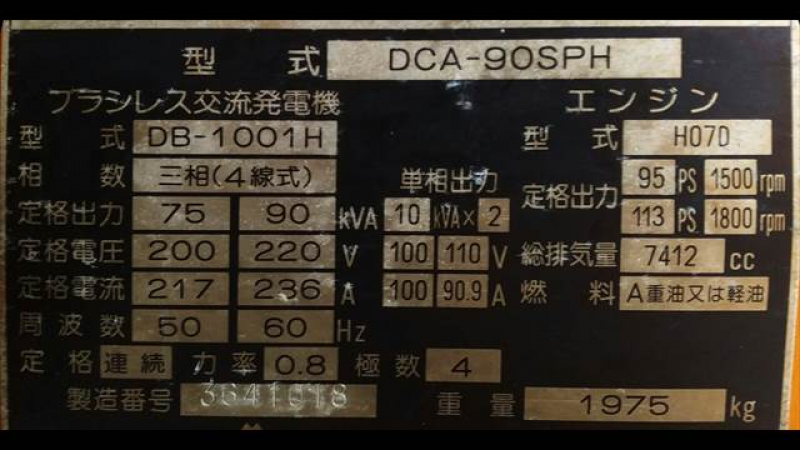 型式 DCA-90SPH
ブラシレス交流発電機 エンジン
型式 DB-1001H 型式 H07D
相数 三相(4線式) 単相出力 定格出力 95 PS 1500 rpm
定格出力 75 90 kVA 10 kVA×2 113 PS 1800 rpm
定格電圧 200 220 V 100 110 V 総排気量 7412 cc
定格電流 217 236 A 100 90.9 A 燃料 A重油又は軽油
周波数 50 60 Hz
定格 連続 力率 0.8 極数 4
製造番号 3641018 重量 1975 kg